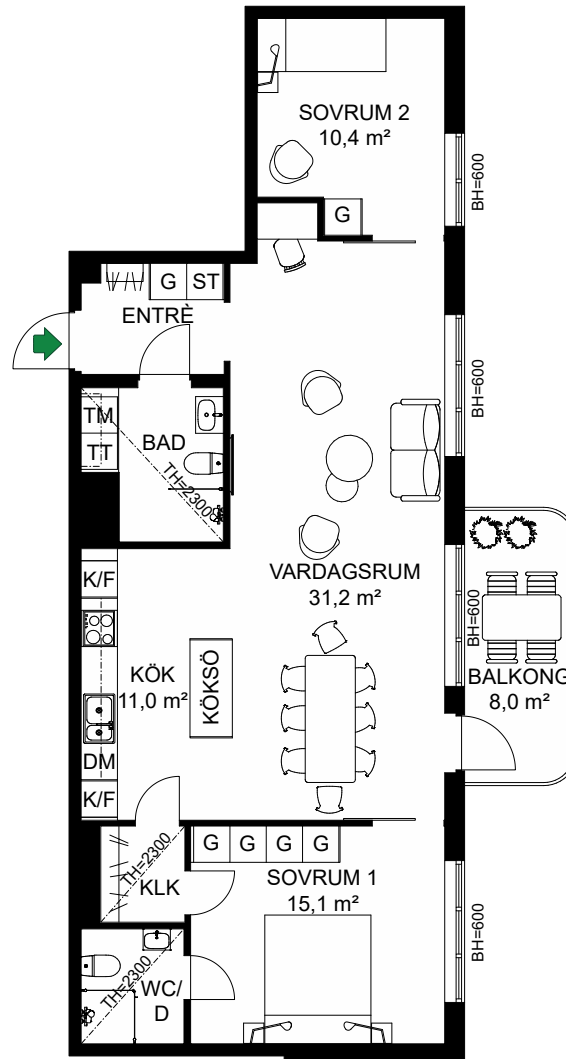 SOVRUM 2
10,4 m²
BH=600
G
G
ST
ENTRÈ
BH=600
TM
TT
BAD
TH=2300
VARDAGSRUM
31,2 m²
BH=600
K/F
KÖK
11,0 m²
KÖKSÖ
BALKONG
8,0 m²
DM
K/F
TH=2300
KLK
G
G
G
G
SOVRUM 1
15,1 m²
BH=600
TH=2300
WC/
D